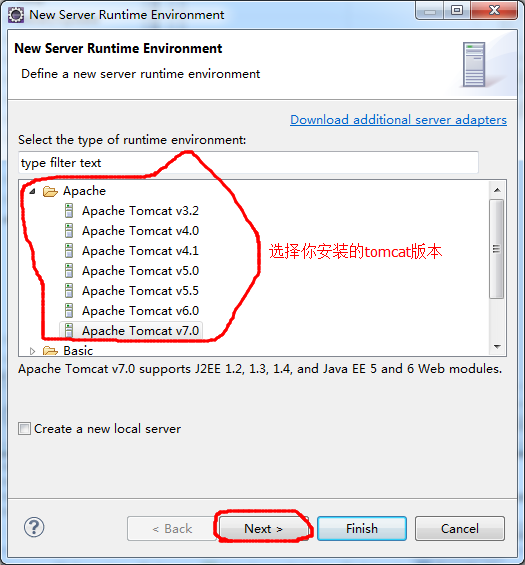 New Server Runtime Environment
New Server Runtime Environment
Define a new server runtime environment
Download additional server adapters
Select the type of runtime environment:
type filter text
Apache
Apache Tomcat v3.2
Apache Tomcat v4.0
Apache Tomcat v4.1
选择你安装的tomcat版本
Apache Tomcat v5.0
Apache Tomcat v5.5
Apache Tomcat v6.0
Apache Tomcat v7.0
Basic
Apache Tomcat v7.0 supports J2EE 1.2, 1.3, 1.4, and Java EE 5 and 6 Web modules.
Create a new local server
? < Back Next > Finish Cancel